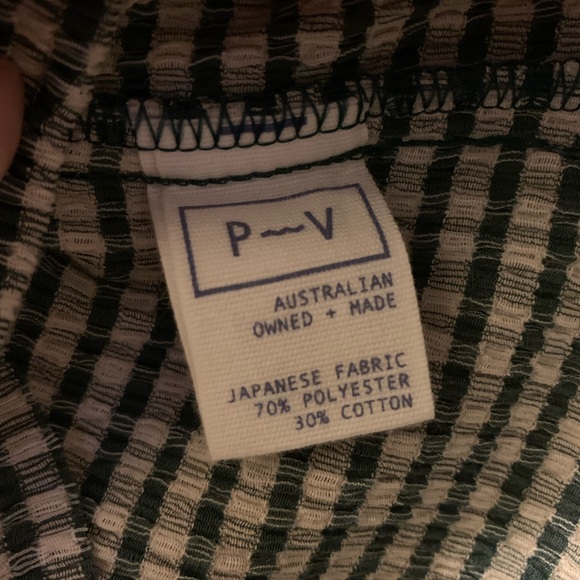 P~V
AUSTRALIAN
OWNED + MADE
JAPANESE FABRIC
70% POLYESTER
30% COTTON